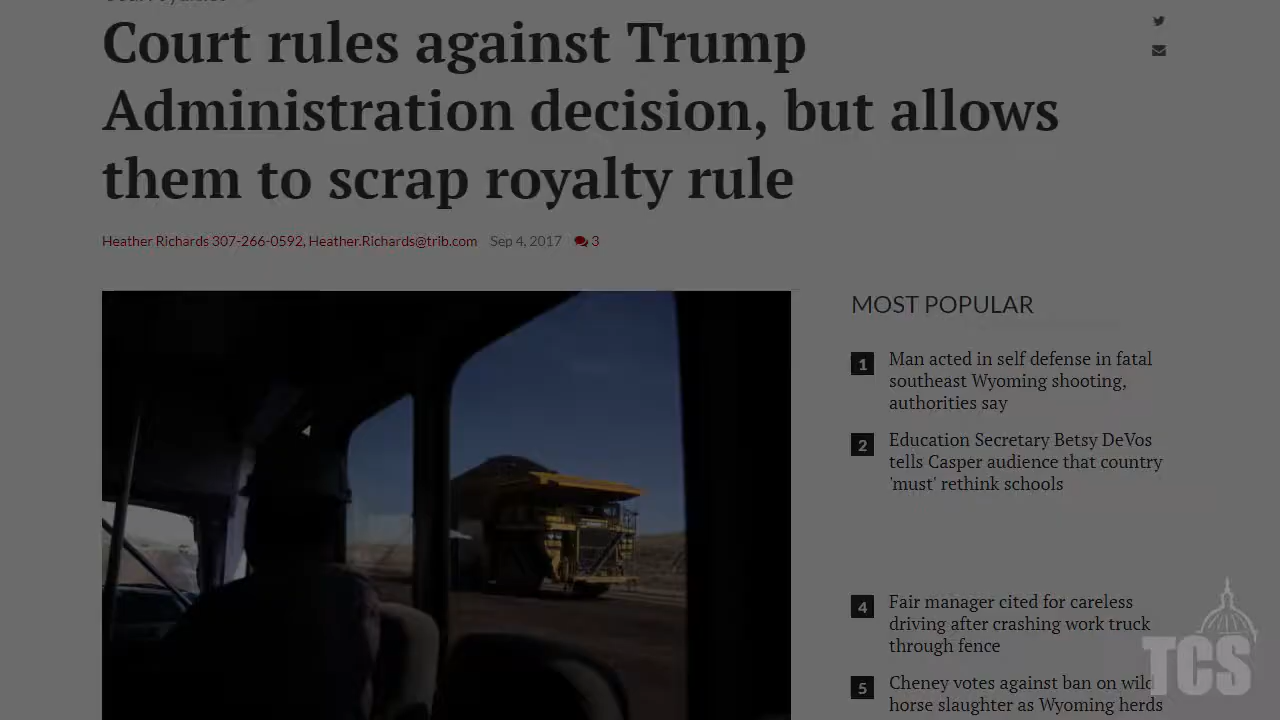 Court rules against Trump
Administration decision, but allows
them to scrap royalty rule
Heather Richards 307-266-0592, Heather.Richards@trib.com Sep 4, 2017 3
MOST POPULAR
1 Man acted in self defense in fatal
southeast Wyoming shooting,
authorities say
2 Education Secretary Betsy DeVos
tells Casper audience that country
'must' rethink schools
4 Fair manager cited for careless
driving after crashing work truck
through fence
5 Cheney votes against ban on wild
horse slaughter as Wyoming herds
TCS